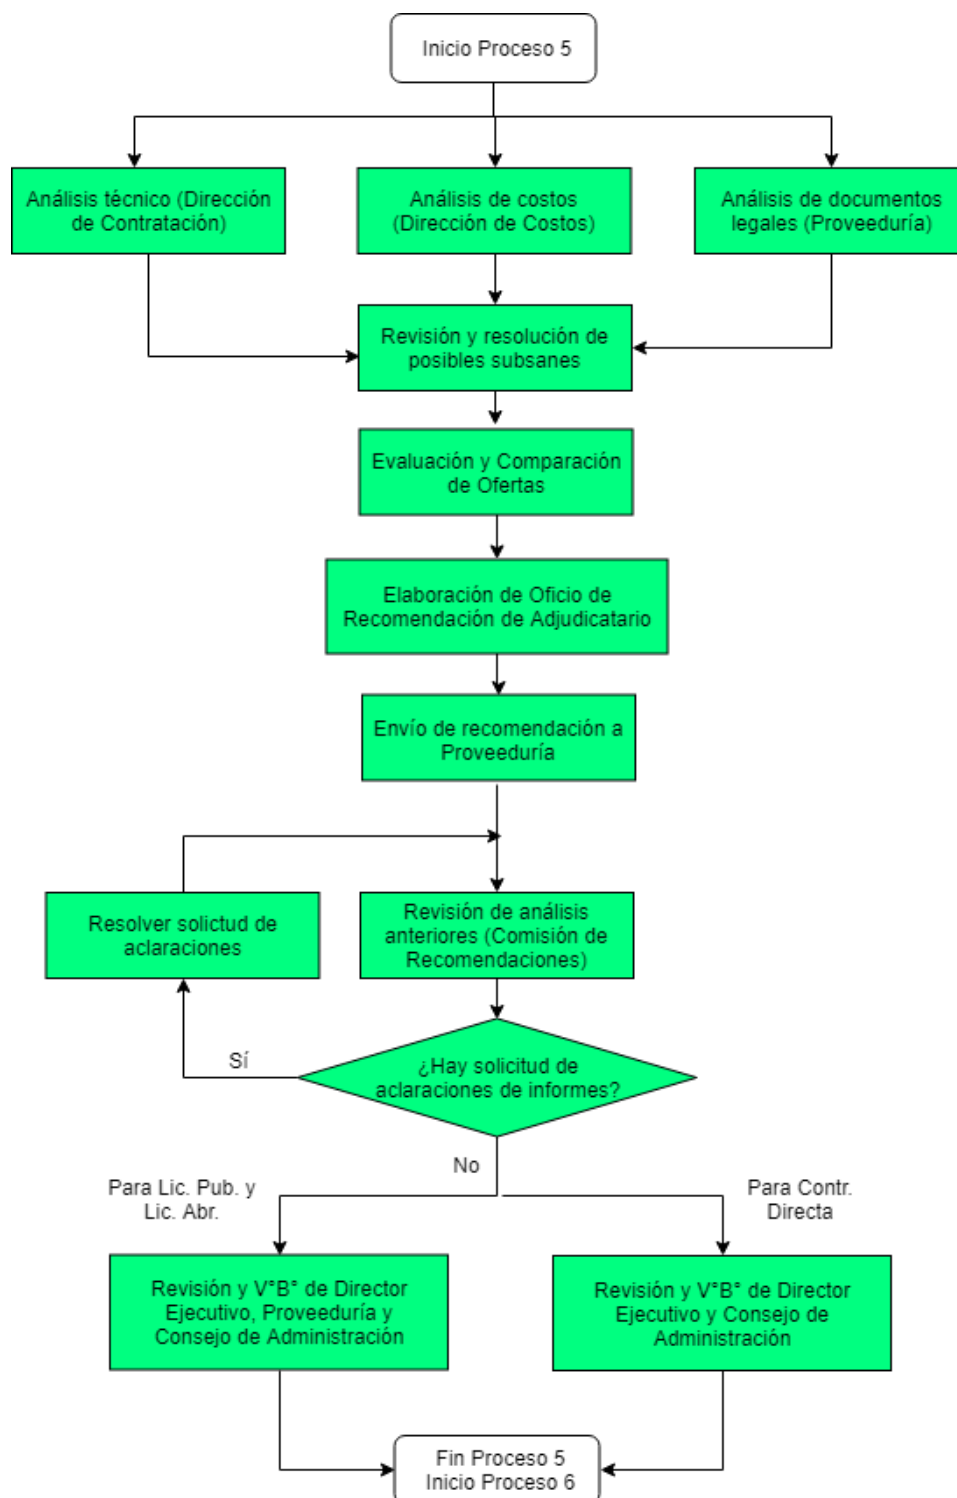 Inicio Proceso 5
Análisis técnico (Dirección
de Contratación)
Análisis de costos
(Dirección de Costos)
Análisis de documentos
legales (Proveeduría)
Revisión y resolución de
posibles subsanes
Evaluación y Comparación
de Ofertas
Elaboración de Oficio de
Recomendación de Adjudicatario
Envío de recomendación a
Proveeduría
Resolver solictud de
aclaraciones
Revisión de análisis
anteriores (Comisión de
Recomendaciones)
¿Hay solicitud de
aclaraciones de informes?
Sí
No
Para Lic. Pub. y
Lic. Abr.
Para Contr.
Directa
Revisión y V°B° de Director
Ejecutivo, Proveeduría y
Consejo de Administración
Revisión y V°B° de Director
Ejecutivo y Consejo de
Administración
Fin Proceso 5
Inicio Proceso 6